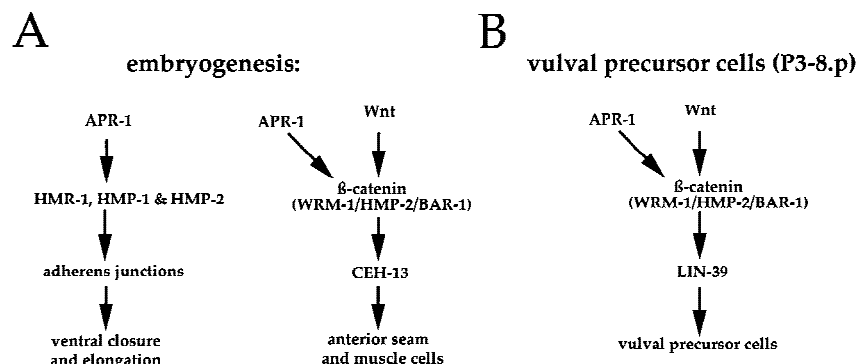 A
embryogenesis:
APR-1
HMR-1, HMP-1 & HMP-2
adherens junctions
ventral closure
and elongation
APR-1
Wnt
ß-catenin
(WRM-1/HMP-2/BAR-1)
CEH-13
anterior seam
and muscle cells
B
vulval precursor cells (P3-8.p)
APR-1
Wnt
ß-catenin
(WRM-1/HMP-2/BAR-1)
LIN-39
vulval precursor cells